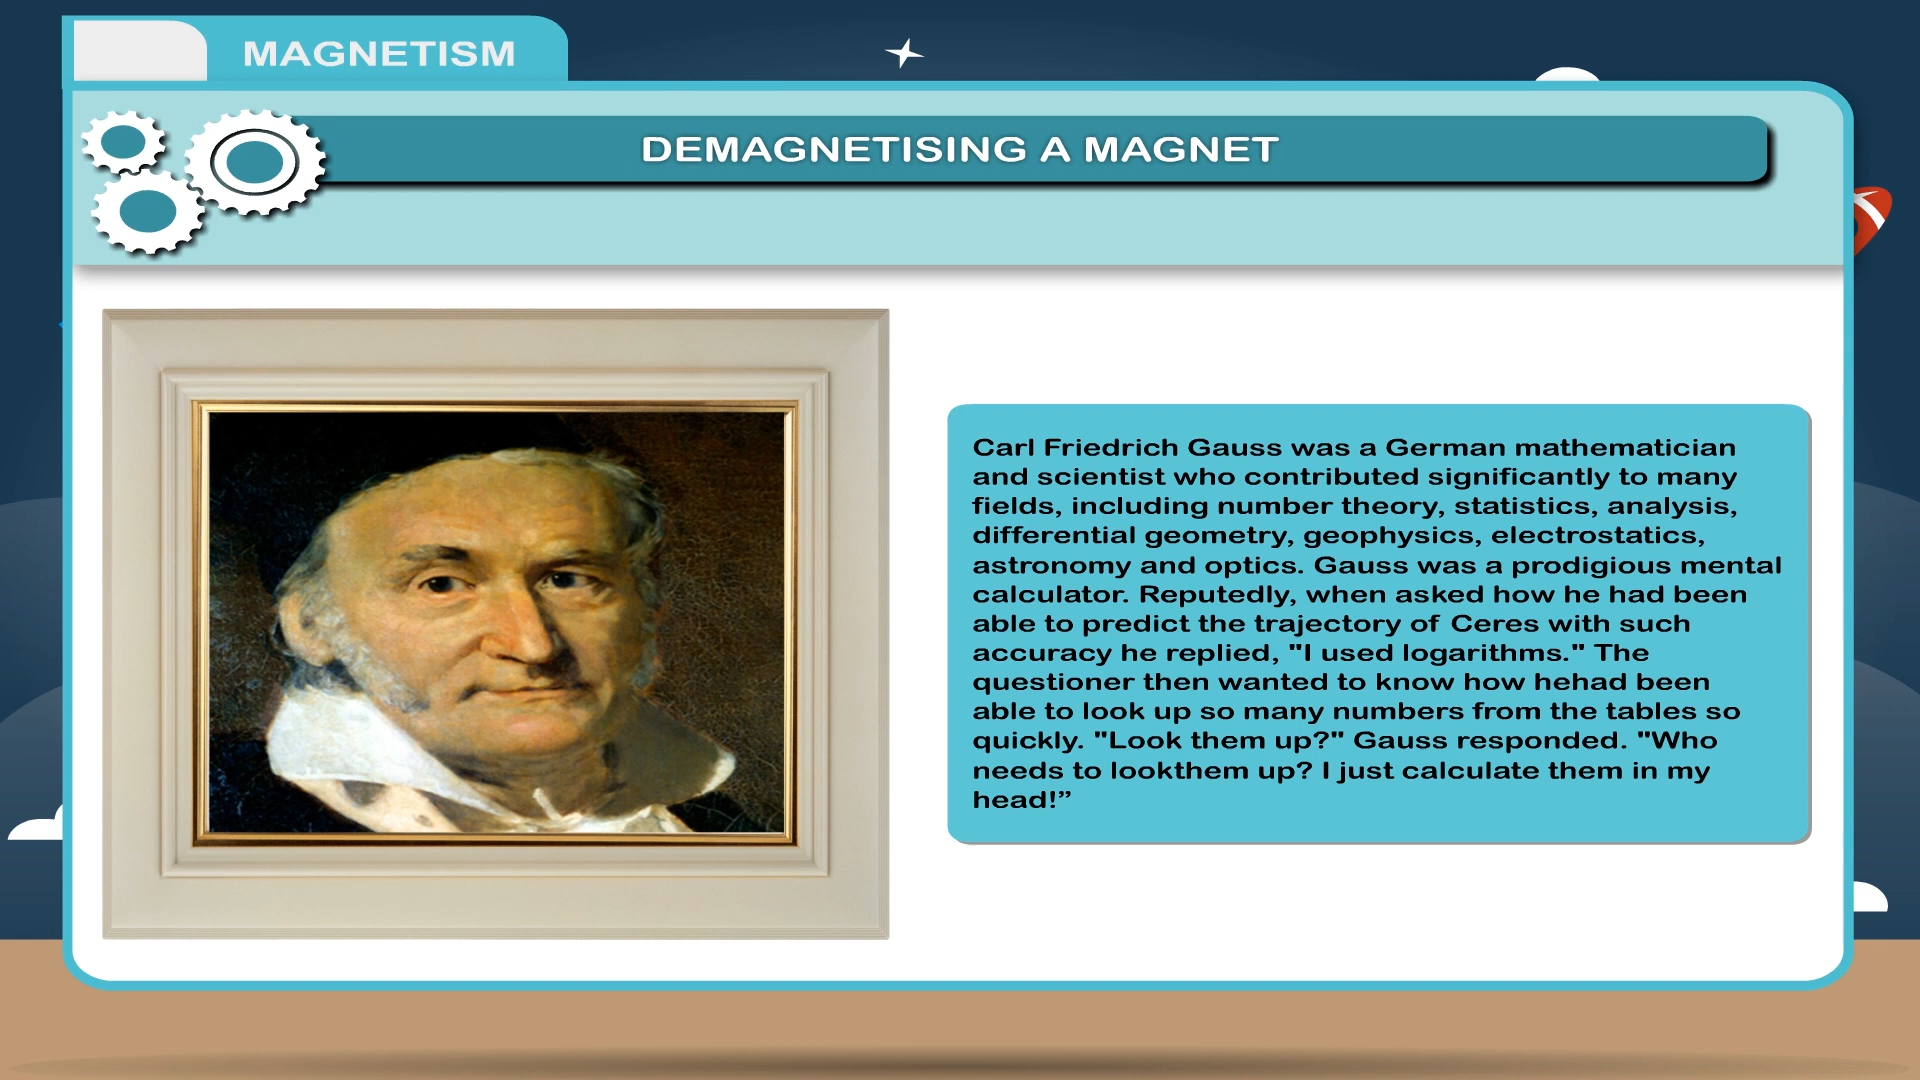 MAGNETISM
DEMAGNETISING A MAGNET
Carl Friedrich Gauss was a German mathematician
and scientist who contributed significantly to many
fields, including number theory, statistics, analysis,
differential geometry, geophysics, electrostatics,
astronomy and optics. Gauss was a prodigious mental
calculator. Reputedly, when asked how he had been
able to predict the trajectory of Ceres with such
accuracy he replied, "I used logarithms." The
questioner then wanted to know how hehad been
able to look up so many numbers from the tables so
quickly. "Look them up?" Gauss responded. "Who
needs to lookthem up? I just calculate them in my
head!”